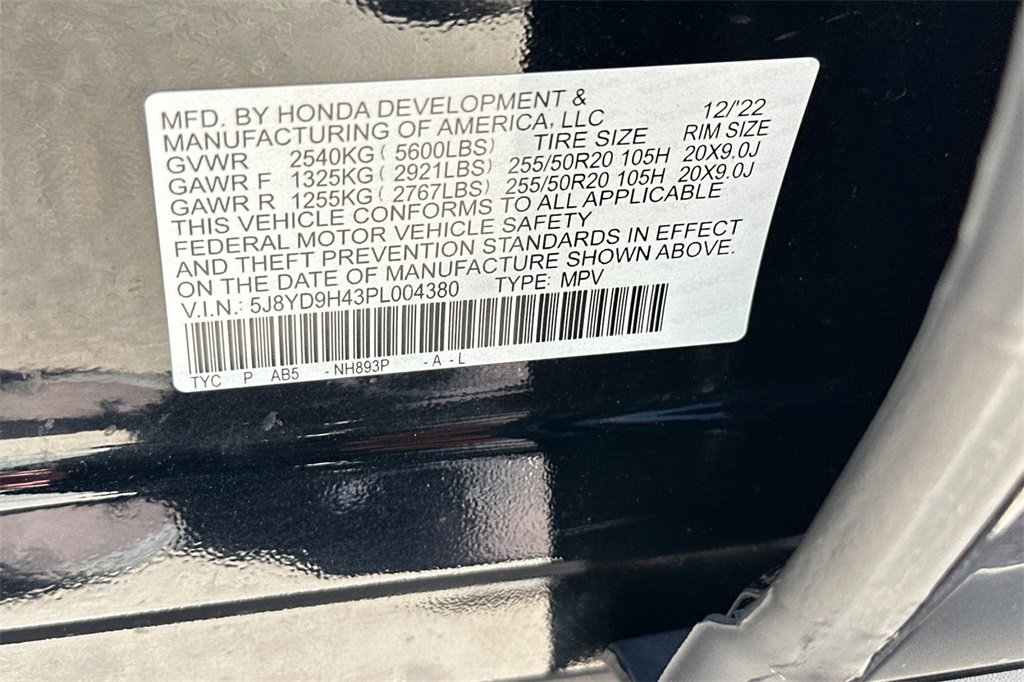 MFD. BY HONDA DEVELOPMENT & 12/'22
MANUFACTURING OF AMERICA, LLC TIRE SIZE RIM SIZE
GVWR 2540KG ( 5600LBS)
GAWR F 1325KG( 2921LBS) 255/50R20 105H 20X9.0J
GAWR R 1255KG( 2767LBS) 255/50R20 105H 20X9.0J
THIS VEHICLE CONFORMS TO ALL APPLICABLE
FEDERAL MOTOR VEHICLE SAFETY
AND THEFT PREVENTION STANDARDS IN EFFECT
ON THE DATE OF MANUFACTURE SHOWN ABOVE.
V.I.N.: 5J8YD9H43PL004380 TYPE: MPV
TYC P AB5 - NH893P - A - L